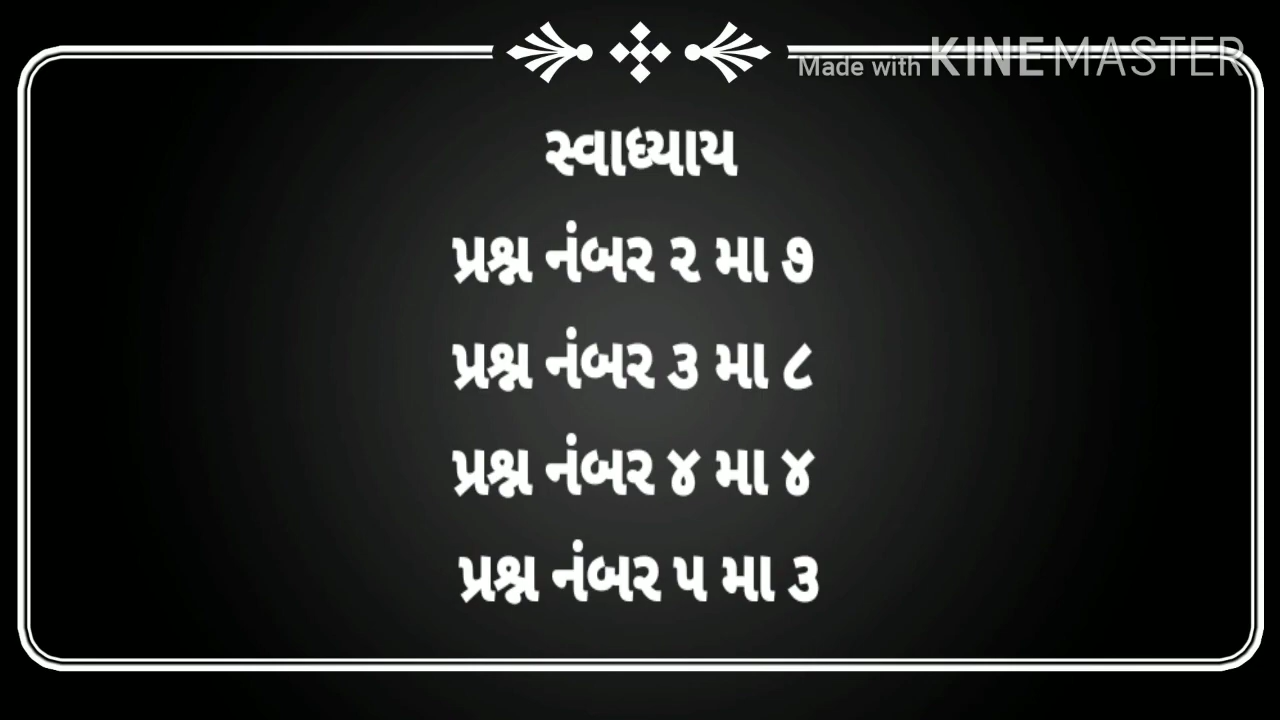 Made with KINEMASTER
સ્વાધ્યાય
પ્રશ્ન નંબર ૨ મા ૭
પ્રશ્ન નંબર ૩ મા ૮
પ્રશ્ન નંબર ૪ મા ૪
પ્રશ્ન નંબર ૫ મા ૩